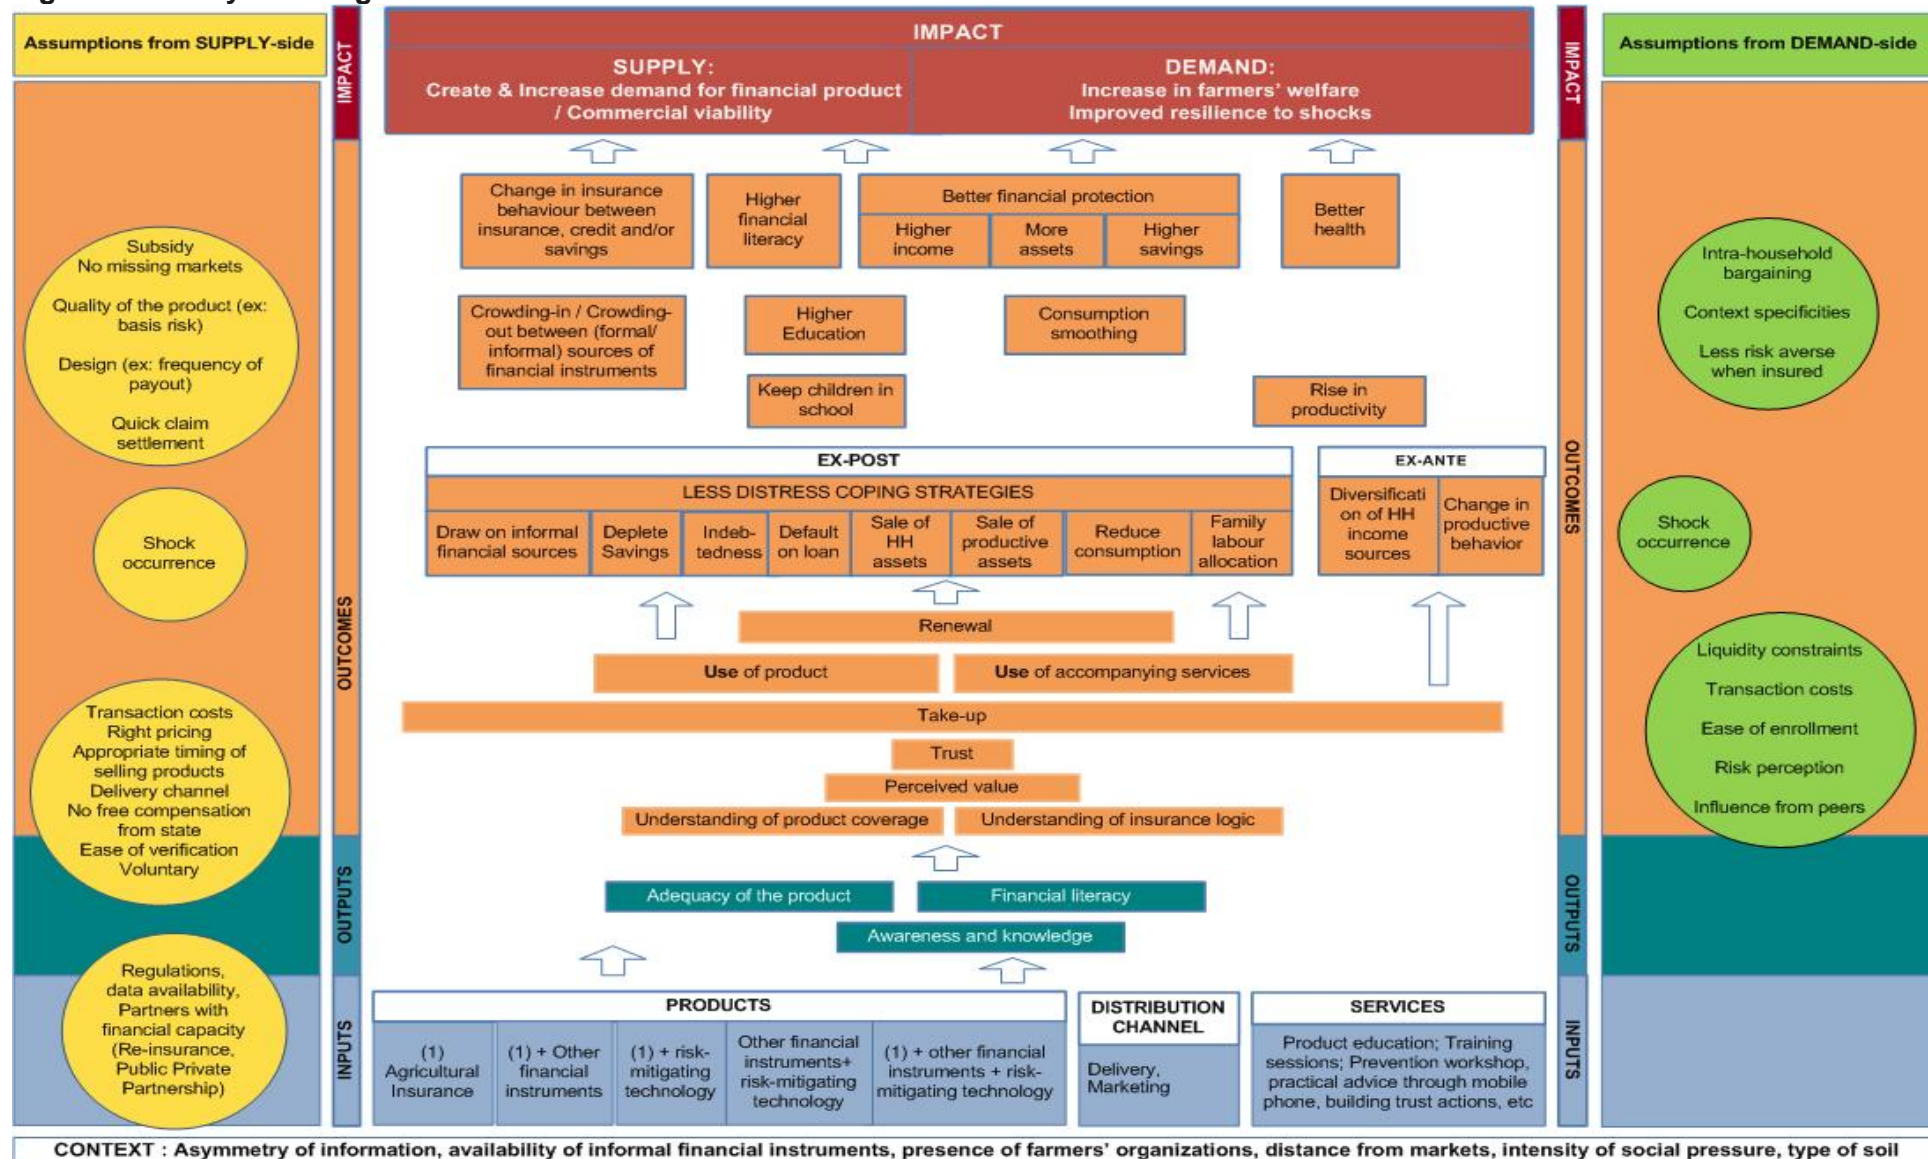 Assumptions from SUPPLY-side
IMPACT
IMPACT
SUPPLY:
Create & Increase demand for financial product
/ Commercial viability
DEMAND:
Increase in farmers' welfare
Improved resilience to shocks
IMPACT
Assumptions from DEMAND-side
Change in insurance
behaviour between
insurance, credit and/or
savings
Higher
financial
literacy
Better financial protection
Higher
income
More
assets
Higher
savings
Better
health
Subsidy
No missing markets
Quality of the product (ex:
basis risk)
Design (ex: frequency of
payout)
Quick claim
settlement
Intra-household
bargaining
Context specificities
Less risk averse
when insured
Crowding-in / Crowding-
out between (formal/
informal) sources of
financial instruments
Higher
Education
Consumption
smoothing
Keep children in
school
Rise in
productivity
EX-POST
LESS DISTRESS COPING STRATEGIES
Draw on informal
financial sources
Deplete
Savings
Indeb-
tedness
Default
on loan
Sale of
HH
assets
Sale of
productive
assets
Reduce
consumption
Family
labour
allocation
EX-ANTE
Diversificati
on of HH
income
sources
Change in
productive
behavior
OUTCOMES
Shock
occurrence
Shock
occurrence
OUTCOMES
Renewal
Use of product
Use of accompanying services
Take-up
Trust
Perceived value
Understanding of product coverage
Understanding of insurance logic
Transaction costs
Right pricing
Appropriate timing of
selling products
Delivery channel
No free compensation
from state
Ease of verification
Voluntary
Liquidity constraints
Transaction costs
Ease of enrollment
Risk perception
Influence from peers
OUTPUTS
Adequacy of the product
Financial literacy
Awareness and knowledge
OUTPUTS
Regulations,
data availability,
Partners with
financial capacity
(Re-insurance,
Public Private
Partnership)
INPUTS
PRODUCTS
(1)
Agricultural
Insurance
(1) + Other
financial
instruments
(1) + risk-
mitigating
technology
Other financial
instruments+
risk-mitigating
technology
(1) + other financial
instruments + risk-
mitigating technology
DISTRIBUTION
CHANNEL
Delivery,
Marketing
SERVICES
Product education; Training
sessions; Prevention workshop,
practical advice through mobile
phone, building trust actions, etc
INPUTS
CONTEXT : Asymmetry of information, availability of informal financial instruments, presence of farmers' organizations, distance from markets, intensity of social pressure, type of soil